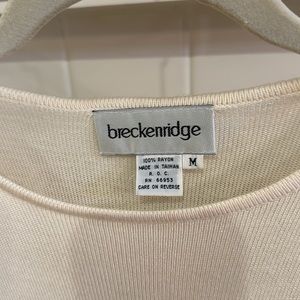 breckenridge
100% RAYON
MADE IN TAIWAN
R. O. C.
RN 66953
CARE ON REVERSE
M